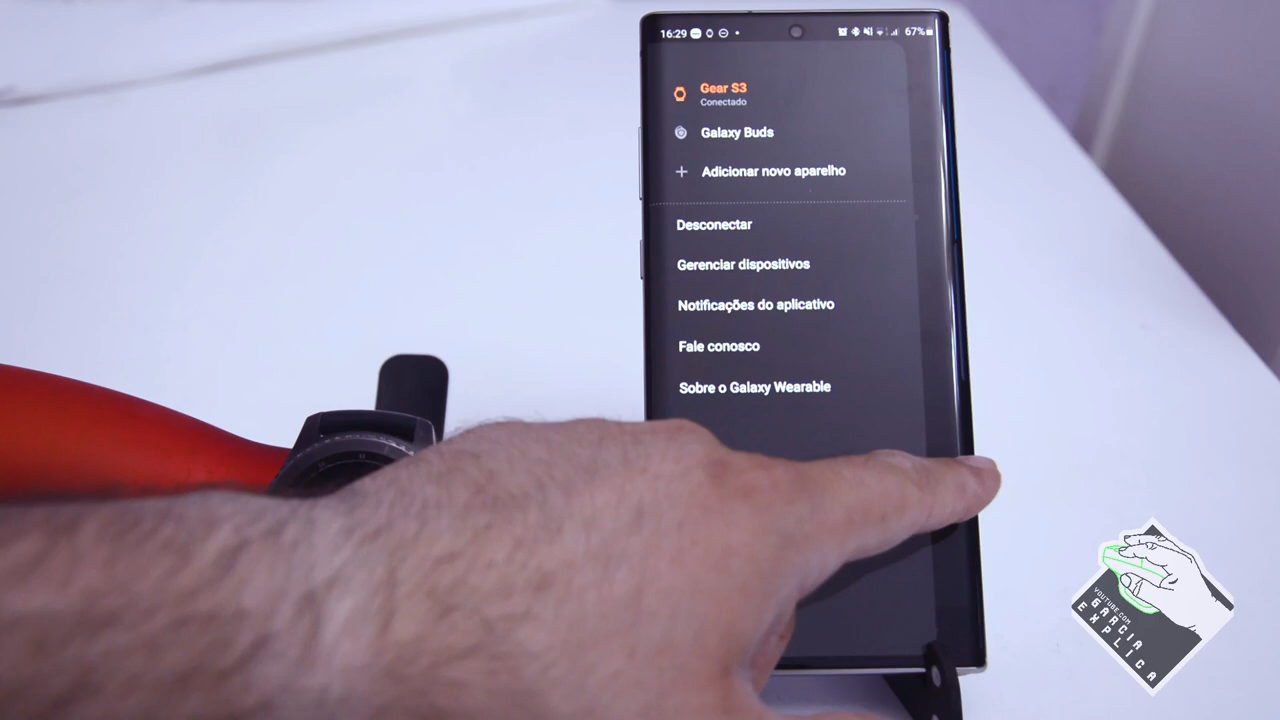 16:29
67%
Gear S3
Conectado
Galaxy Buds
Adicionar novo aparelho
Desconectar
Gerenciar dispositivos
Notificações do aplicativo
Fale conosco
Sobre o Galaxy Wearable
YOUTUBE.COM
GARCIA
EXPLICA